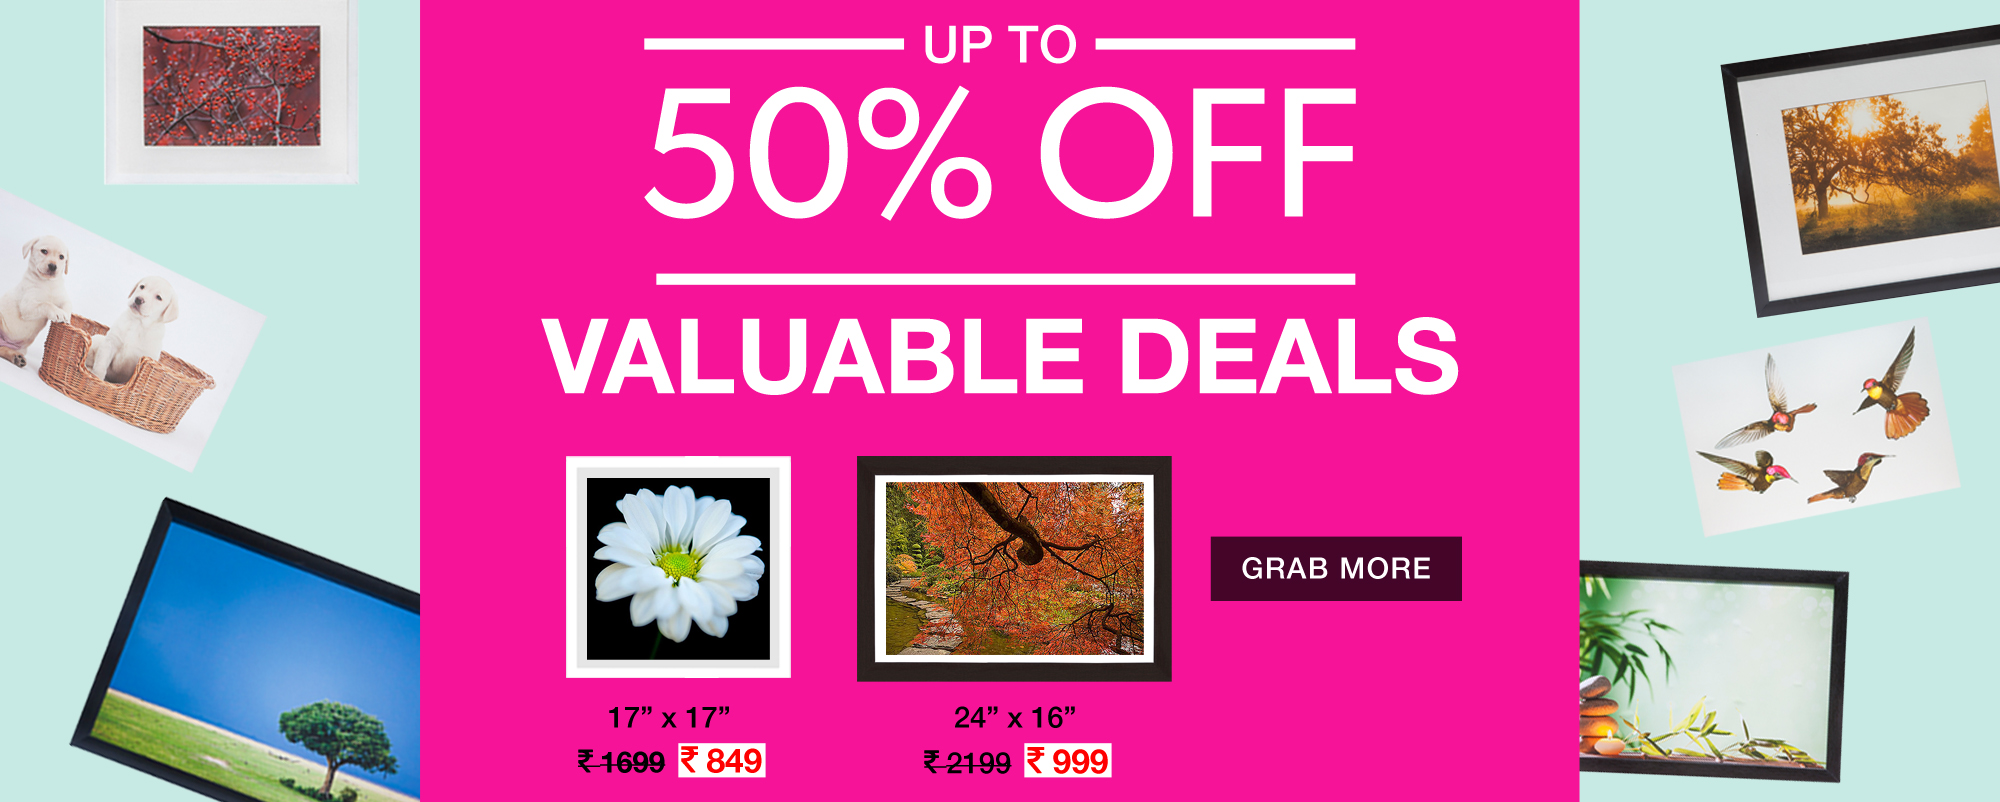 UP TO
50% OFF
VALUABLE DEALS
GRAB MORE
17” x 17”
₹ 1699 ₹ 849
24” x 16”
₹ 2199 ₹ 999